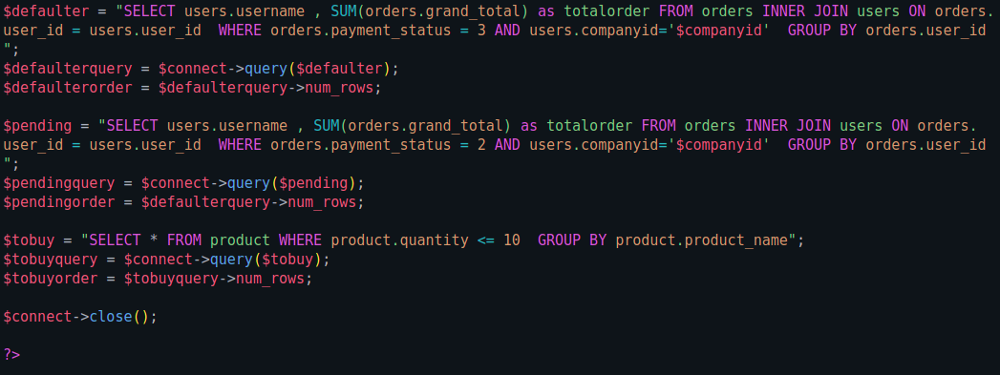 $defaulter = "SELECT users.username , SUM(orders.grand_total) as totalorder FROM orders INNER JOIN users ON orders.
user_id = users.user_id  WHERE orders.payment_status = 3 AND users.companyid='$companyid'  GROUP BY orders.user_id
";
$defaulterquery = $connect->query($defaulter);
$defaulterorder = $defaulterquery->num_rows;

$pending = "SELECT users.username , SUM(orders.grand_total) as totalorder FROM orders INNER JOIN users ON orders.
user_id = users.user_id  WHERE orders.payment_status = 2 AND users.companyid='$companyid'  GROUP BY orders.user_id
";
$pendingquery = $connect->query($pending);
$pendingorder = $defaulterquery->num_rows;

$tobuy = "SELECT * FROM product WHERE product.quantity <= 10  GROUP BY product.product_name";
$tobuyquery = $connect->query($tobuy);
$tobuyorder = $tobuyquery->num_rows;

$connect->close();

?>